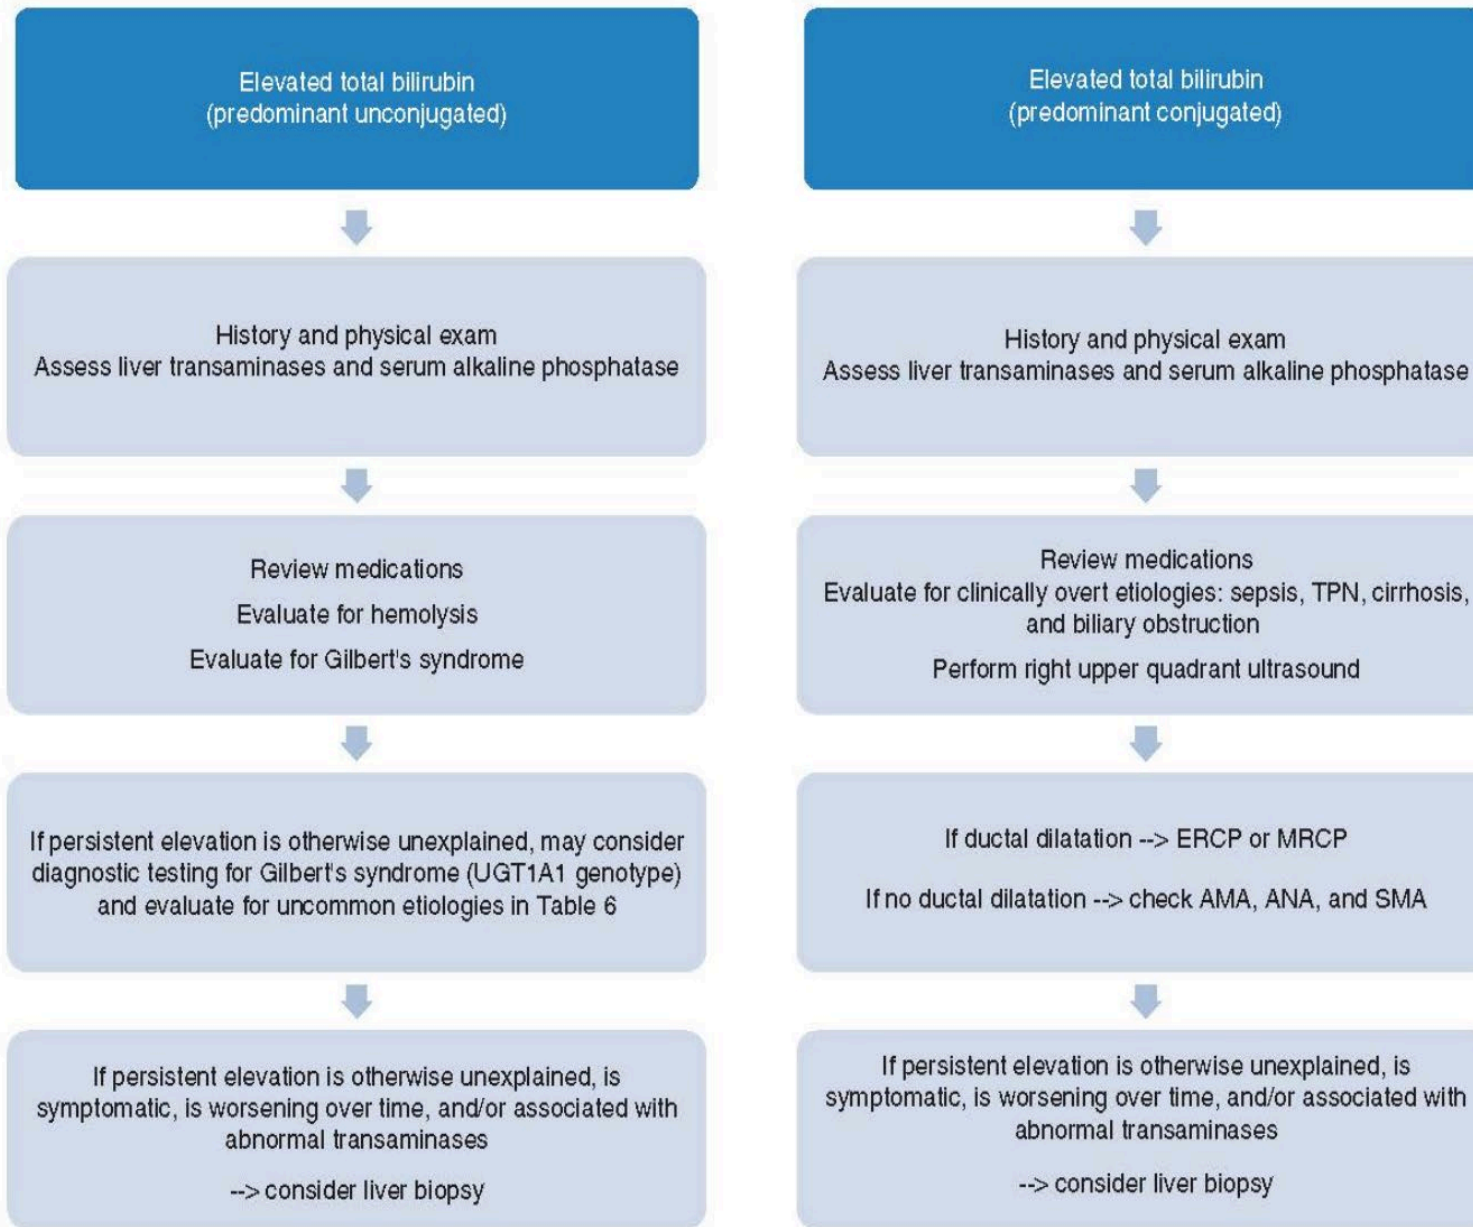 Elevated total bilirubin
(predominant unconjugated)
History and physical exam
Assess liver transaminases and serum alkaline phosphatase
Review medications
Evaluate for hemolysis
Evaluate for Gilbert's syndrome
If persistent elevation is otherwise unexplained, may consider
diagnostic testing for Gilbert's syndrome (UGT1A1 genotype)
and evaluate for uncommon etiologies in Table 6
If persistent elevation is otherwise unexplained, is
symptomatic, is worsening over time, and/or associated with
abnormal transaminases
--> consider liver biopsy
Elevated total bilirubin
(predominant conjugated)
History and physical exam
Assess liver transaminases and serum alkaline phosphatase
Review medications
Evaluate for clinically overt etiologies: sepsis, TPN, cirrhosis,
and biliary obstruction
Perform right upper quadrant ultrasound
If ductal dilatation --> ERCP or MRCP
If no ductal dilatation --> check AMA, ANA, and SMA
If persistent elevation is otherwise unexplained, is
symptomatic, is worsening over time, and/or associated with
abnormal transaminases
--> consider liver biopsy